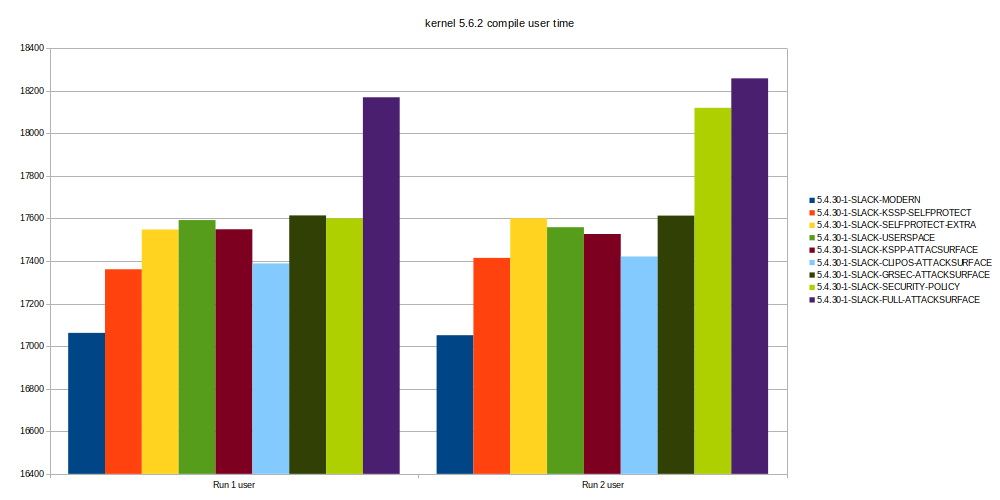 kernel 5.6.2 compile user time
18400
18200
18000
17800
17600
17400
17200
17000
16800
16600
16400
Run 1 user
Run 2 user
5.4.30-1-SLACK-MODERN
5.4.30-1-SLACK-KSSP-SELFPROTECT
5.4.30-1-SLACK-SELFPROTECT-EXTRA
5.4.30-1-SLACK-USERSPACE
5.4.30-1-SLACK-KSPP-ATTACSURFACE
5.4.30-1-SLACK-CLIPOS-ATTACKSURFACE
5.4.30-1-SLACK-GRSEC-ATTACKSURFACE
5.4.30-1-SLACK-SECURITY-POLICY
5.4.30-1-SLACK-FULL-ATTACKSURFACE